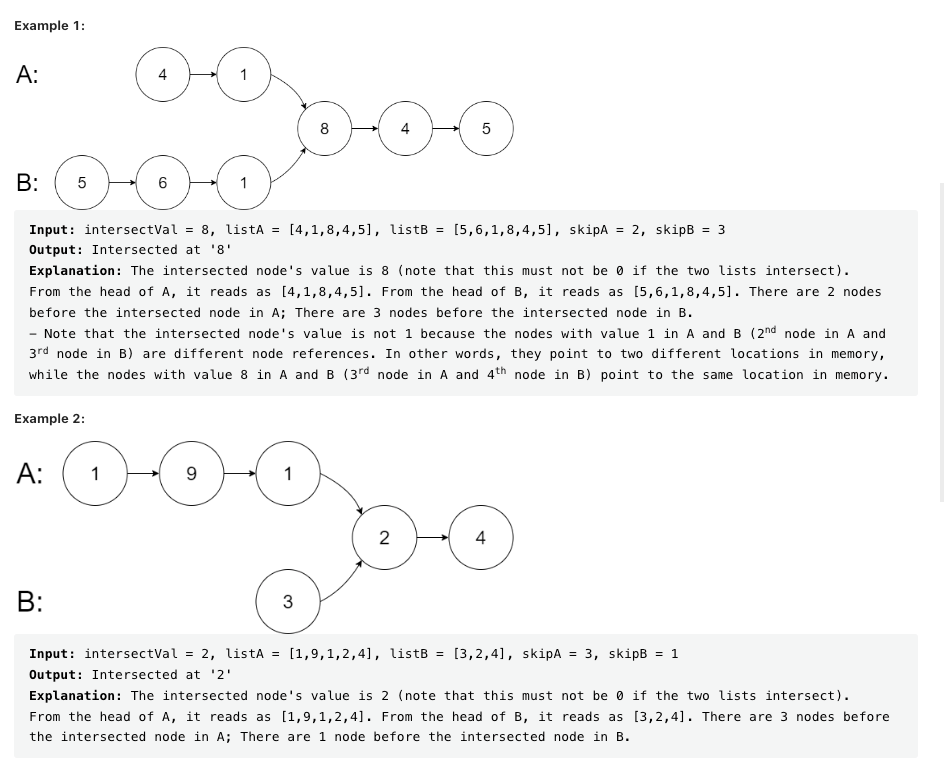 Example 1:
A: 4 1
8 4 5
B: 5 6 1
Input: intersectVal = 8, listA = [4,1,8,4,5], listB = [5,6,1,8,4,5], skipA = 2, skipB = 3
Output: Intersected at '8'
Explanation: The intersected node's value is 8 (note that this must not be 0 if the two lists intersect).
From the head of A, it reads as [4,1,8,4,5]. From the head of B, it reads as [5,6,1,8,4,5]. There are 2 nodes
before the intersected node in A; There are 3 nodes before the intersected node in B.
– Note that the intersected node's value is not 1 because the nodes with value 1 in A and B (2nd node in A and
3rd node in B) are different node references. In other words, they point to two different locations in memory,
while the nodes with value 8 in A and B (3rd node in A and 4th node in B) point to the same location in memory.
Example 2:
A: 1 9 1
2 4
B: 3
Input: intersectVal = 2, listA = [1,9,1,2,4], listB = [3,2,4], skipA = 3, skipB = 1
Output: Intersected at '2'
Explanation: The intersected node's value is 2 (note that this must not be 0 if the two lists intersect).
From the head of A, it reads as [1,9,1,2,4]. From the head of B, it reads as [3,2,4]. There are 3 nodes before
the intersected node in A; There are 1 node before the intersected node in B.